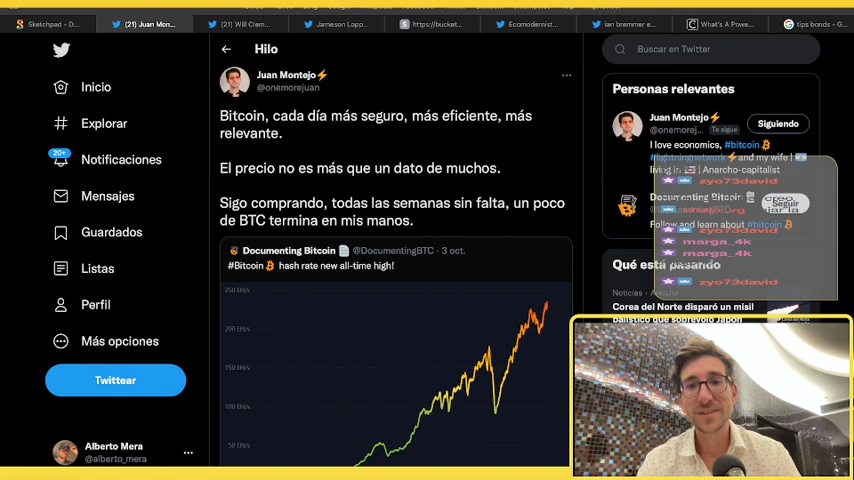 Sketchpad - D...
(21) Juan Mon...
(21) Will Clem...
Jameson Lopp...
https://bucket...
Ecomodernist...
ian bremmer e...
What's A Powe...
tips bonds - G...
Inicio
Explorar
20+
Notificaciones
Mensajes
Guardados
Listas
Perfil
Más opciones
Twittear
Alberto Mera
@alberto_mera
Hilo
Juan Montejo
@onemorejuan
Bitcoin, cada día más seguro, más eficiente, más
relevante.
El precio no es más que un dato de muchos.
Sigo comprando, todas las semanas sin falta, un poco
de BTC termina en mis manos.
Documenting Bitcoin @DocumentingBTC · 3 oct.
#Bitcoin hash rate new all-time high!
250 EH/s
200 EH/s
150 EH/s
100 EH/s
50 EH/s
Buscar en Twitter
Personas relevantes
Juan Montejo
@onemorej... Te sigue
Siguiendo
I love economics, #bitcoin
#lightningnetwork and my wife |
living in | Anarcho-capitalist
zyo73david
Documenting Bitcoin
creo.
Seguir
Follow and learn about #bitcoin
zyo73david
marga_4k
marga_4k
Qué está pasando
zyo73david
Noticias
Corea del Norte disparó un misil
balístico que sobrevoló Japón